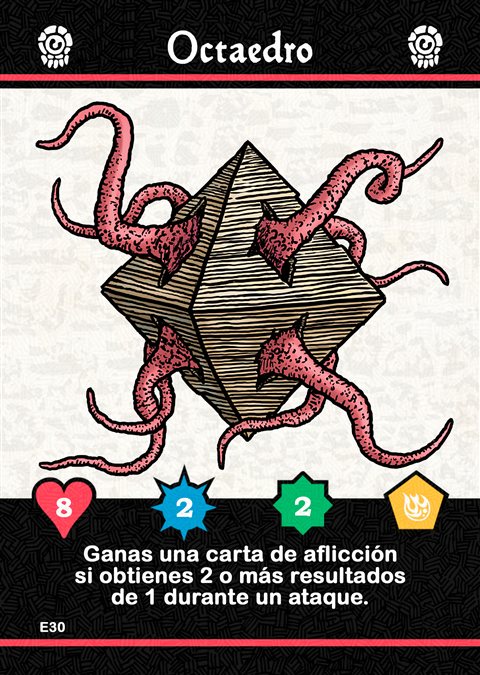 Octaedro
8 2 2
Ganas una carta de aflicción
si obtienes 2 o más resultados
de 1 durante un ataque.
E30